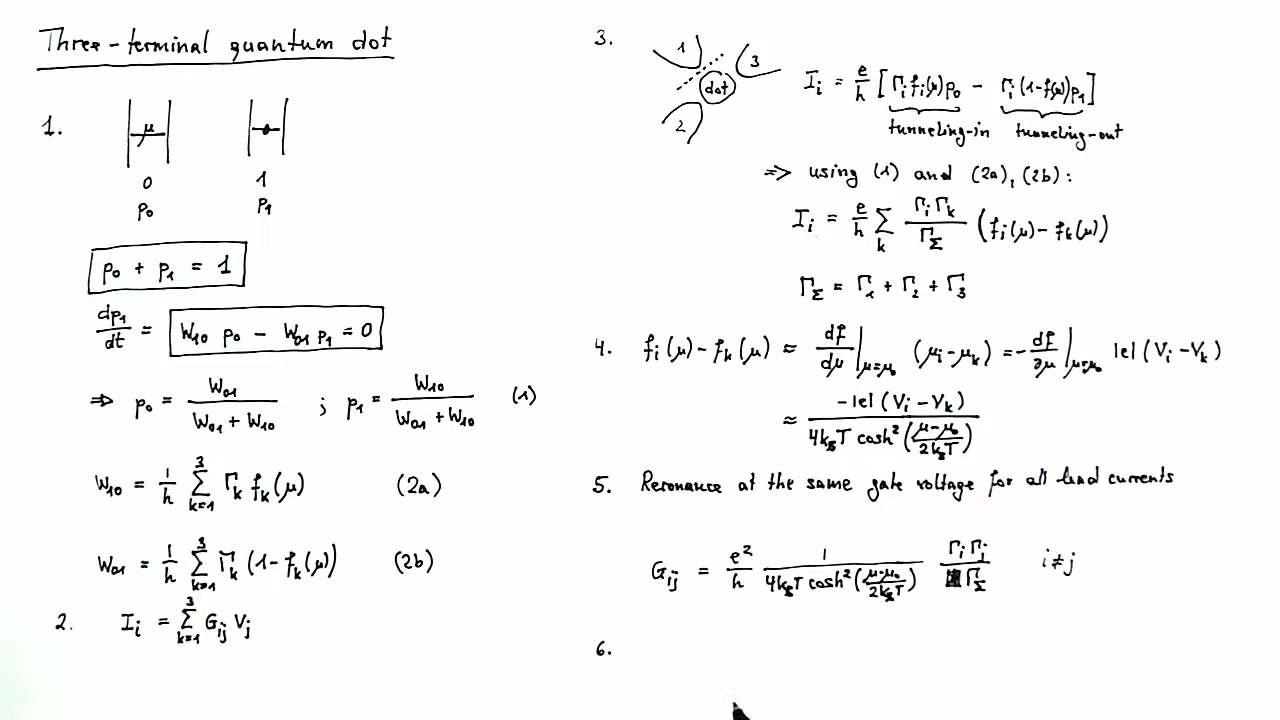 Three-terminal quantum dot
1.
μ
0
p₀
1
p₁
p₀ + p₁ = 1
dp₁/dt = W₁₀ p₀ − W₀₁ p₁ = 0
⇒ p₀ = W₀₁/(W₀₁ + W₁₀) ; p₁ = W₁₀/(W₀₁ + W₁₀) (1)
W₁₀ = 1/h Σ_{k=1}^{3} Γ_k f_k(μ) (2a)
W₀₁ = 1/h Σ_{k=1}^{3} Γ_k (1 − f_k(μ)) (2b)
2. I_i = Σ_{k=1}^{3} G_ij V_j
3.
1
3
dot
2
I_i = e/h [Γ_i f_i(μ) p₀ − Γ_i (1 − f(μ)) p₁]
tunneling-in tunneling-out
⇒ using (1) and (2a), (2b):
I_i = e/h Σ_k Γ_i Γ_k/Γ_Σ (f_i(μ) − f_k(μ))
Γ_Σ = Γ₁ + Γ₂ + Γ₃
4. f_i(μ) − f_k(μ) ≈ df/dμ |_{μ=μ₀} (μ_i − μ_k) = − df/∂μ |_{μ=μ₀} |e| (V_i − V_k)
≈ −|e| (V_i − V_k)/(4k_BT cosh²((μ−μ₀)/(2k_BT)))
5. Resonance at the same gate voltage for all lead currents
G_ij = e²/h 1/(4k_BT cosh²((μ−μ₀)/(2k_BT))) Γ_i Γ_j/Γ_Σ i ≠ j
6.